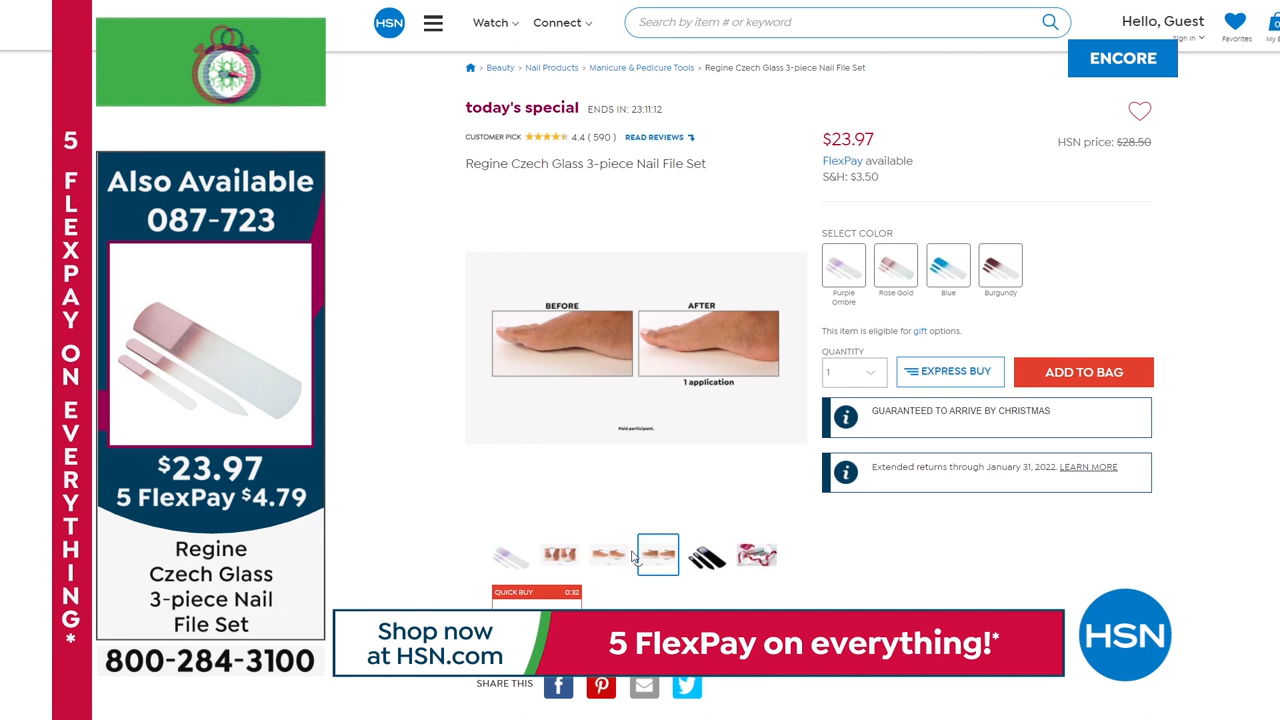 5 FLEXPAY ON EVERYTHING*
Also Available
087-723
$23.97
5 FlexPay $4.79
Regine
Czech Glass
3-piece Nail
File Set
800-284-3100
HSN
Watch
Connect
Search by item # or keyword
Hello, Guest
Sign In
Favorites
My
0
ENCORE
Beauty > Nail Products > Manicure & Pedicure Tools > Regine Czech Glass 3-piece Nail File Set
today's special ENDS IN: 23:11:12
CUSTOMER PICK 4.4 ( 590 ) READ REVIEWS
Regine Czech Glass 3-piece Nail File Set
BEFORE
AFTER
1 application
Paid participant.
$23.97
HSN price: $28.50
FlexPay available
S&H: $3.50
SELECT COLOR
Purple
Ombre
Rose Gold
Blue
Burgundy
This item is eligible for gift options.
QUANTITY
1
EXPRESS BUY
ADD TO BAG
i
GUARANTEED TO ARRIVE BY CHRISTMAS
i
Extended returns through January 31, 2022. LEARN MORE
QUICK BUY 0:32
Shop now
at HSN.com
5 FlexPay on everything!*
HSN
SHARE THIS